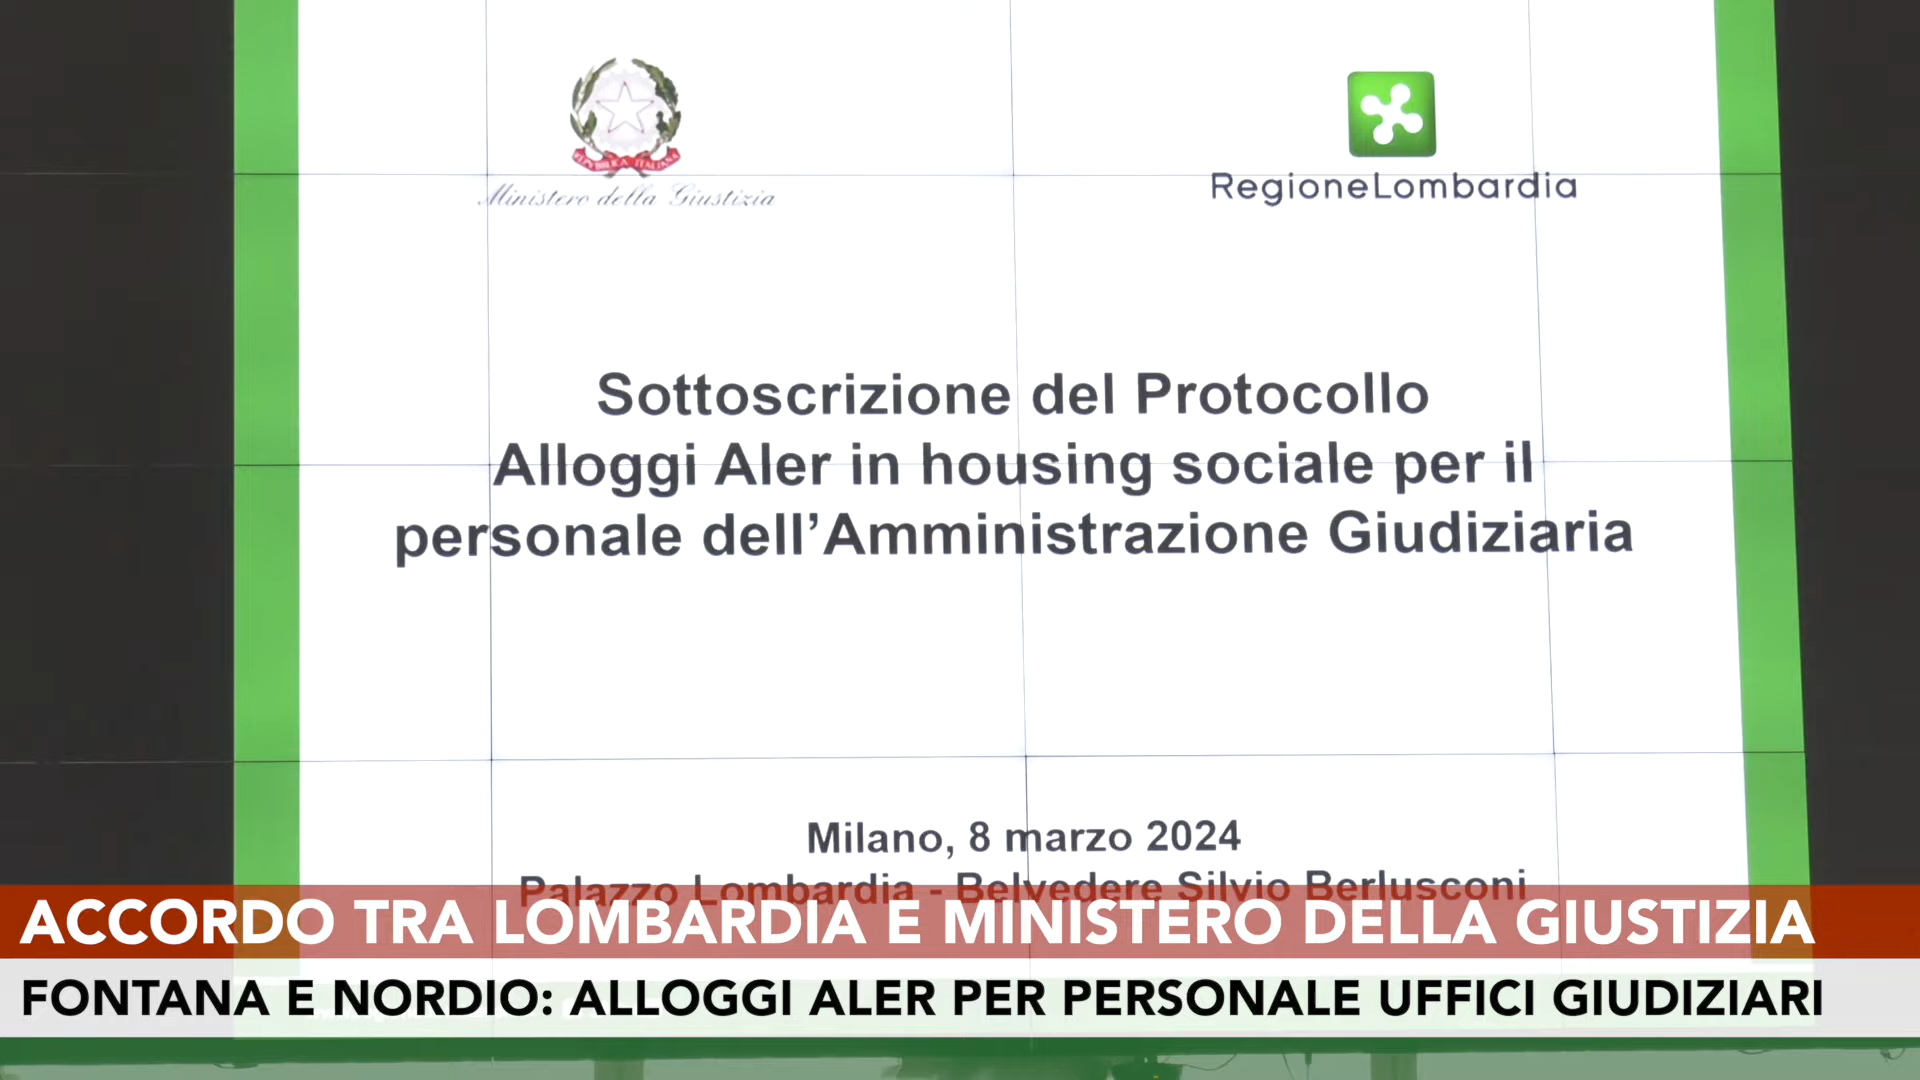 REPVBBLICA ITALIANA
Ministero della Giustizia
RegioneLombardia
Sottoscrizione del Protocollo
Alloggi Aler in housing sociale per il
personale dell’Amministrazione Giudiziaria
Milano, 8 marzo 2024
Palazzo Lombardia - Belvedere Silvio Berlusconi
ACCORDO TRA LOMBARDIA E MINISTERO DELLA GIUSTIZIA
FONTANA E NORDIO: ALLOGGI ALER PER PERSONALE UFFICI GIUDIZIARI